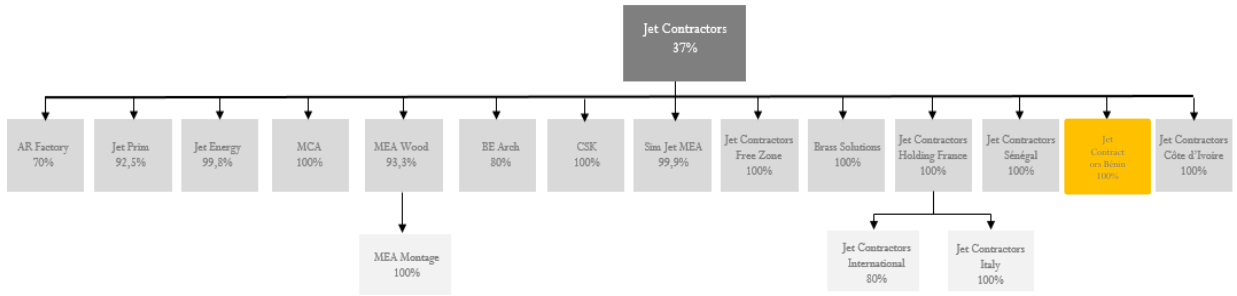 Jet Contractors
37%
AR Factory
70%
Jet Prim
92,5%
Jet Energy
99,8%
MCA
100%
MEA Wood
93,3%
BE Arch
80%
CSK
100%
Sim Jet MEA
99,9%
Jet Contractors
Free Zone
100%
Brass Solutions
100%
Jet Contractors
Holding France
100%
Jet Contractors
Sénégal
100%
Jet
Contract
ors Bénin
100%
Jet Contractors
Côte d'Ivoire
100%
MEA Montage
100%
Jet Contractors
International
80%
Jet Contractors
Italy
100%